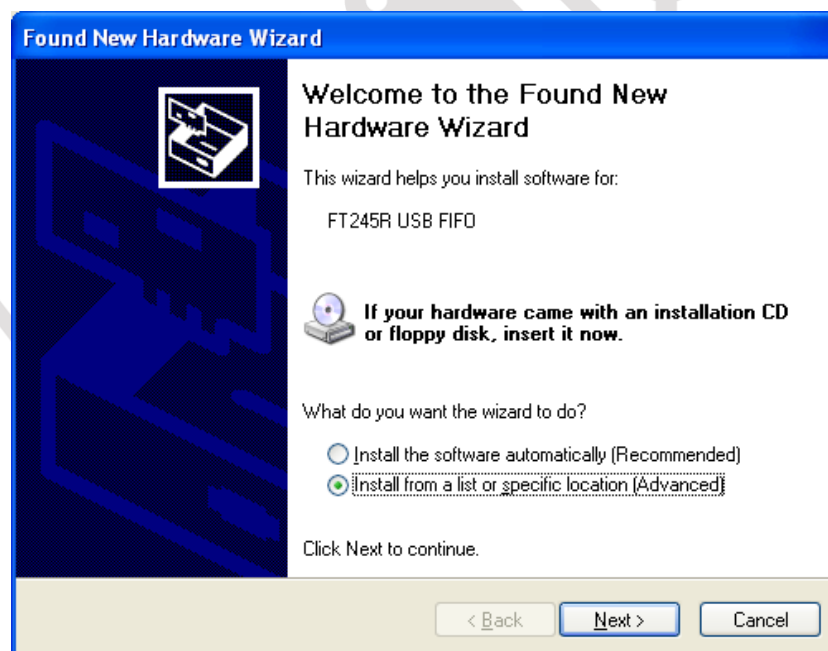 Found New Hardware Wizard
Welcome to the Found New
Hardware Wizard
This wizard helps you install software for:
FT245R USB FIFO
If your hardware came with an installation CD
or floppy disk, insert it now.
What do you want the wizard to do?
Install the software automatically (Recommended)
Install from a list or specific location (Advanced)
Click Next to continue.
< Back
Next >
Cancel